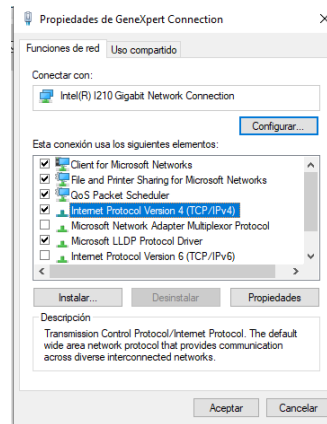 Propiedades de GeneXpert Connection
Funciones de red Uso compartido
Conectar con:
Intel(R) I210 Gigabit Network Connection
Configurar...
Esta conexión usa los siguientes elementos:
Client for Microsoft Networks
File and Printer Sharing for Microsoft Networks
QoS Packet Scheduler
Internet Protocol Version 4 (TCP/IPv4)
Microsoft Network Adapter Multiplexor Protocol
Microsoft LLDP Protocol Driver
Internet Protocol Version 6 (TCP/IPv6)
Instalar... Desinstalar Propiedades
Descripción
Transmission Control Protocol/Internet Protocol. The default
wide area network protocol that provides communication
across diverse interconnected networks.
Aceptar Cancelar